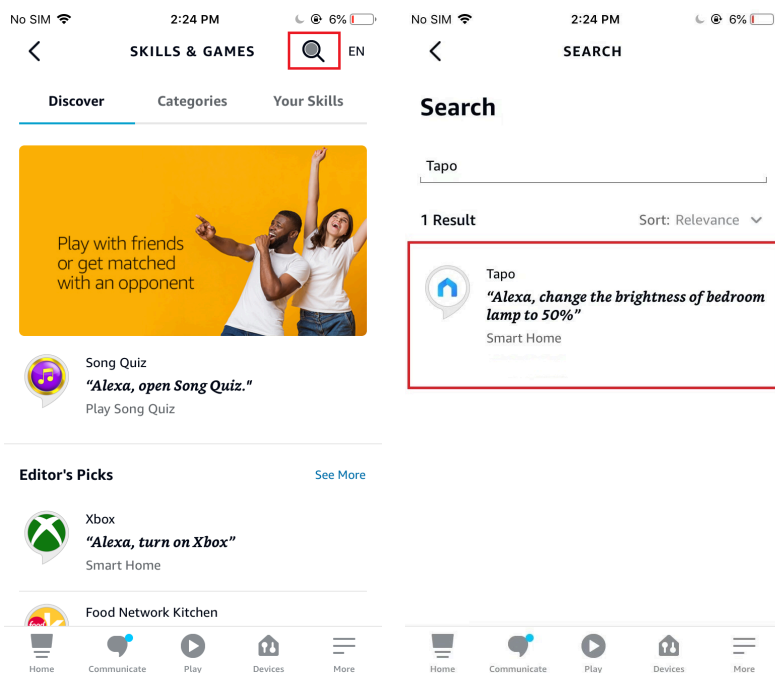 No SIM 2:24 PM 6%
SKILLS & GAMES EN
Discover Categories Your Skills
Play with friends
or get matched
with an opponent
Song Quiz
“Alexa, open Song Quiz."
Play Song Quiz
Editor's Picks See More
Xbox
“Alexa, turn on Xbox”
Smart Home
Food Network Kitchen
food
Home Communicate Play Devices More
No SIM 2:24 PM 6%
SEARCH
Search
Tapo
1 Result Sort: Relevance
Tapo
“Alexa, change the brightness of bedroom
lamp to 50%”
Smart Home
Home Communicate Play Devices More